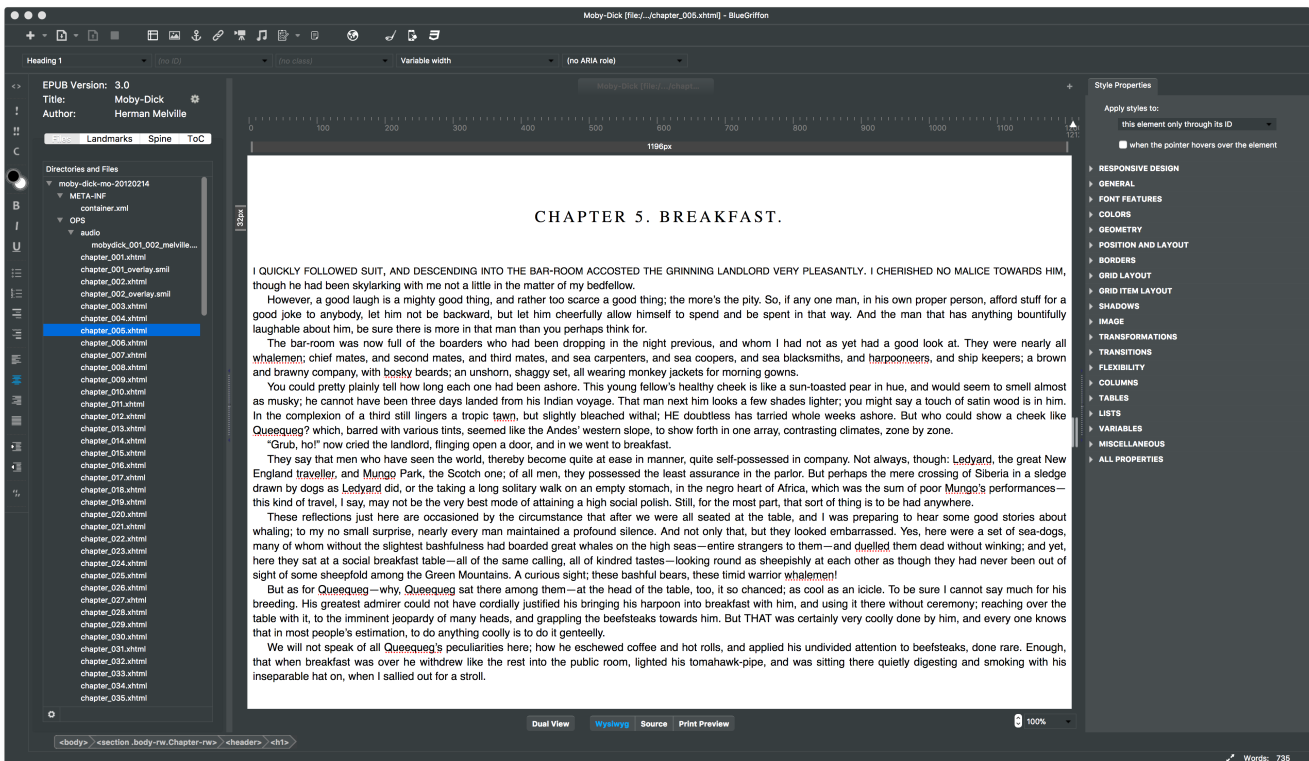 Moby-Dick [file:/.../chapter_005.xhtml] - BlueGriffon
Heading 1
(no ID)
(no class)
Variable width
(no ARIA role)
EPUB Version: 3.0
Title: Moby-Dick
Author: Herman Melville
Files Landmarks Spine ToC
Directories and Files
moby-dick-mo-20120214
META-INF
container.xml
OPS
audio
mobydick_001_002_melville....
chapter_001.xhtml
chapter_001_overlay.smil
chapter_002.xhtml
chapter_002_overlay.smil
chapter_003.xhtml
chapter_004.xhtml
chapter_005.xhtml
chapter_006.xhtml
chapter_007.xhtml
chapter_008.xhtml
chapter_009.xhtml
chapter_010.xhtml
chapter_011.xhtml
chapter_012.xhtml
chapter_013.xhtml
chapter_014.xhtml
chapter_015.xhtml
chapter_016.xhtml
chapter_017.xhtml
chapter_018.xhtml
chapter_019.xhtml
chapter_020.xhtml
chapter_021.xhtml
chapter_022.xhtml
chapter_023.xhtml
chapter_024.xhtml
chapter_025.xhtml
chapter_026.xhtml
chapter_027.xhtml
chapter_028.xhtml
chapter_029.xhtml
chapter_030.xhtml
chapter_031.xhtml
chapter_032.xhtml
chapter_033.xhtml
chapter_034.xhtml
chapter_035.xhtml
Moby-Dick [file:/.../chapt...
0 100 200 300 400 500 600 700 800 900 1000 1100
1196px
32px
CHAPTER 5. BREAKFAST.
I QUICKLY FOLLOWED SUIT, AND DESCENDING INTO THE BAR-ROOM ACCOSTED THE GRINNING LANDLORD VERY PLEASANTLY. I CHERISHED NO MALICE TOWARDS HIM,
though he had been skylarking with me not a little in the matter of my bedfellow.
However, a good laugh is a mighty good thing, and rather too scarce a good thing; the more's the pity. So, if any one man, in his own proper person, afford stuff for a
good joke to anybody, let him not be backward, but let him cheerfully allow himself to spend and be spent in that way. And the man that has anything bountifully
laughable about him, be sure there is more in that man than you perhaps think for.
The bar-room was now full of the boarders who had been dropping in the night previous, and whom I had not as yet had a good look at. They were nearly all
whalemen; chief mates, and second mates, and third mates, and sea carpenters, and sea coopers, and sea blacksmiths, and harpooneers, and ship keepers; a brown
and brawny company, with bosky beards; an unshorn, shaggy set, all wearing monkey jackets for morning gowns.
You could pretty plainly tell how long each one had been ashore. This young fellow's healthy cheek is like a sun-toasted pear in hue, and would seem to smell almost
as musky; he cannot have been three days landed from his Indian voyage. That man next him looks a few shades lighter; you might say a touch of satin wood is in him.
In the complexion of a third still lingers a tropic tawn, but slightly bleached withal; HE doubtless has tarried whole weeks ashore. But who could show a cheek like
Queequeg? which, barred with various tints, seemed like the Andes' western slope, to show forth in one array, contrasting climates, zone by zone.
“Grub, ho!” now cried the landlord, flinging open a door, and in we went to breakfast.
They say that men who have seen the world, thereby become quite at ease in manner, quite self-possessed in company. Not always, though: Ledyard, the great New
England traveller, and Mungo Park, the Scotch one; of all men, they possessed the least assurance in the parlor. But perhaps the mere crossing of Siberia in a sledge
drawn by dogs as Ledyard did, or the taking a long solitary walk on an empty stomach, in the negro heart of Africa, which was the sum of poor Mungo's performances—
this kind of travel, I say, may not be the very best mode of attaining a high social polish. Still, for the most part, that sort of thing is to be had anywhere.
These reflections just here are occasioned by the circumstance that after we were all seated at the table, and I was preparing to hear some good stories about
whaling; to my no small surprise, nearly every man maintained a profound silence. And not only that, but they looked embarrassed. Yes, here were a set of sea-dogs,
many of whom without the slightest bashfulness had boarded great whales on the high seas—entire strangers to them—and duelled them dead without winking; and yet,
here they sat at a social breakfast table—all of the same calling, all of kindred tastes—looking round as sheepishly at each other as though they had never been out of
sight of some sheepfold among the Green Mountains. A curious sight; these bashful bears, these timid warrior whalemen!
But as for Queequeg—why, Queequeg sat there among them—at the head of the table, too, it so chanced; as cool as an icicle. To be sure I cannot say much for his
breeding. His greatest admirer could not have cordially justified his bringing his harpoon into breakfast with him, and using it there without ceremony; reaching over the
table with it, to the imminent jeopardy of many heads, and grappling the beefsteaks towards him. But THAT was certainly very coolly done by him, and every one knows
that in most people's estimation, to do anything coolly is to do it genteelly.
We will not speak of all Queequeg's peculiarities here; how he eschewed coffee and hot rolls, and applied his undivided attention to beefsteaks, done rare. Enough,
that when breakfast was over he withdrew like the rest into the public room, lighted his tomahawk-pipe, and was sitting there quietly digesting and smoking with his
inseparable hat on, when I sallied out for a stroll.
Dual View Wysiwyg Source Print Preview
100%
<body> <section .body-rw.Chapter-rw> <header> <h1>
Words: 735
Style Properties
Apply styles to:
this element only through its ID
when the pointer hovers over the element
RESPONSIVE DESIGN
GENERAL
FONT FEATURES
COLORS
GEOMETRY
POSITION AND LAYOUT
BORDERS
GRID LAYOUT
GRID ITEM LAYOUT
SHADOWS
IMAGE
TRANSFORMATIONS
TRANSITIONS
FLEXIBILITY
COLUMNS
TABLES
LISTS
VARIABLES
MISCELLANEOUS
ALL PROPERTIES